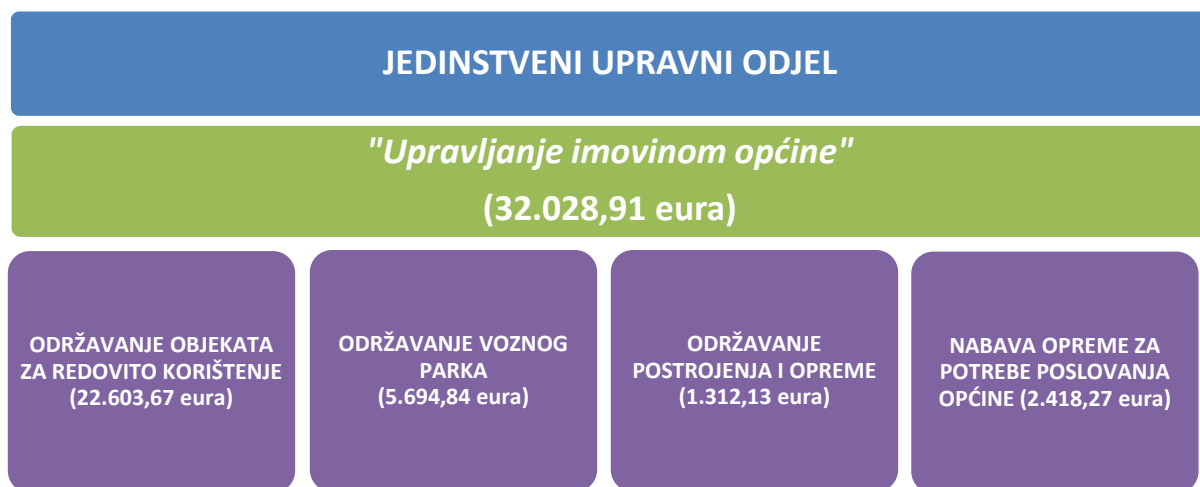 JEDINSTVENI UPRAVNI ODJEL
"Upravljanje imovinom općine"
(32.028,91 eura)
ODRŽAVANJE OBJEKATA
ZA REDOVITO KORIŠTENJE
(22.603,67 eura)
ODRŽAVANJE VOZNOG
PARKA
(5.694,84 eura)
ODRŽAVANJE
POSTROJENJA I OPREME
(1.312,13 eura)
NABAVA OPREME ZA
POTREBE POSLOVANJA
OPĆINE (2.418,27 eura)